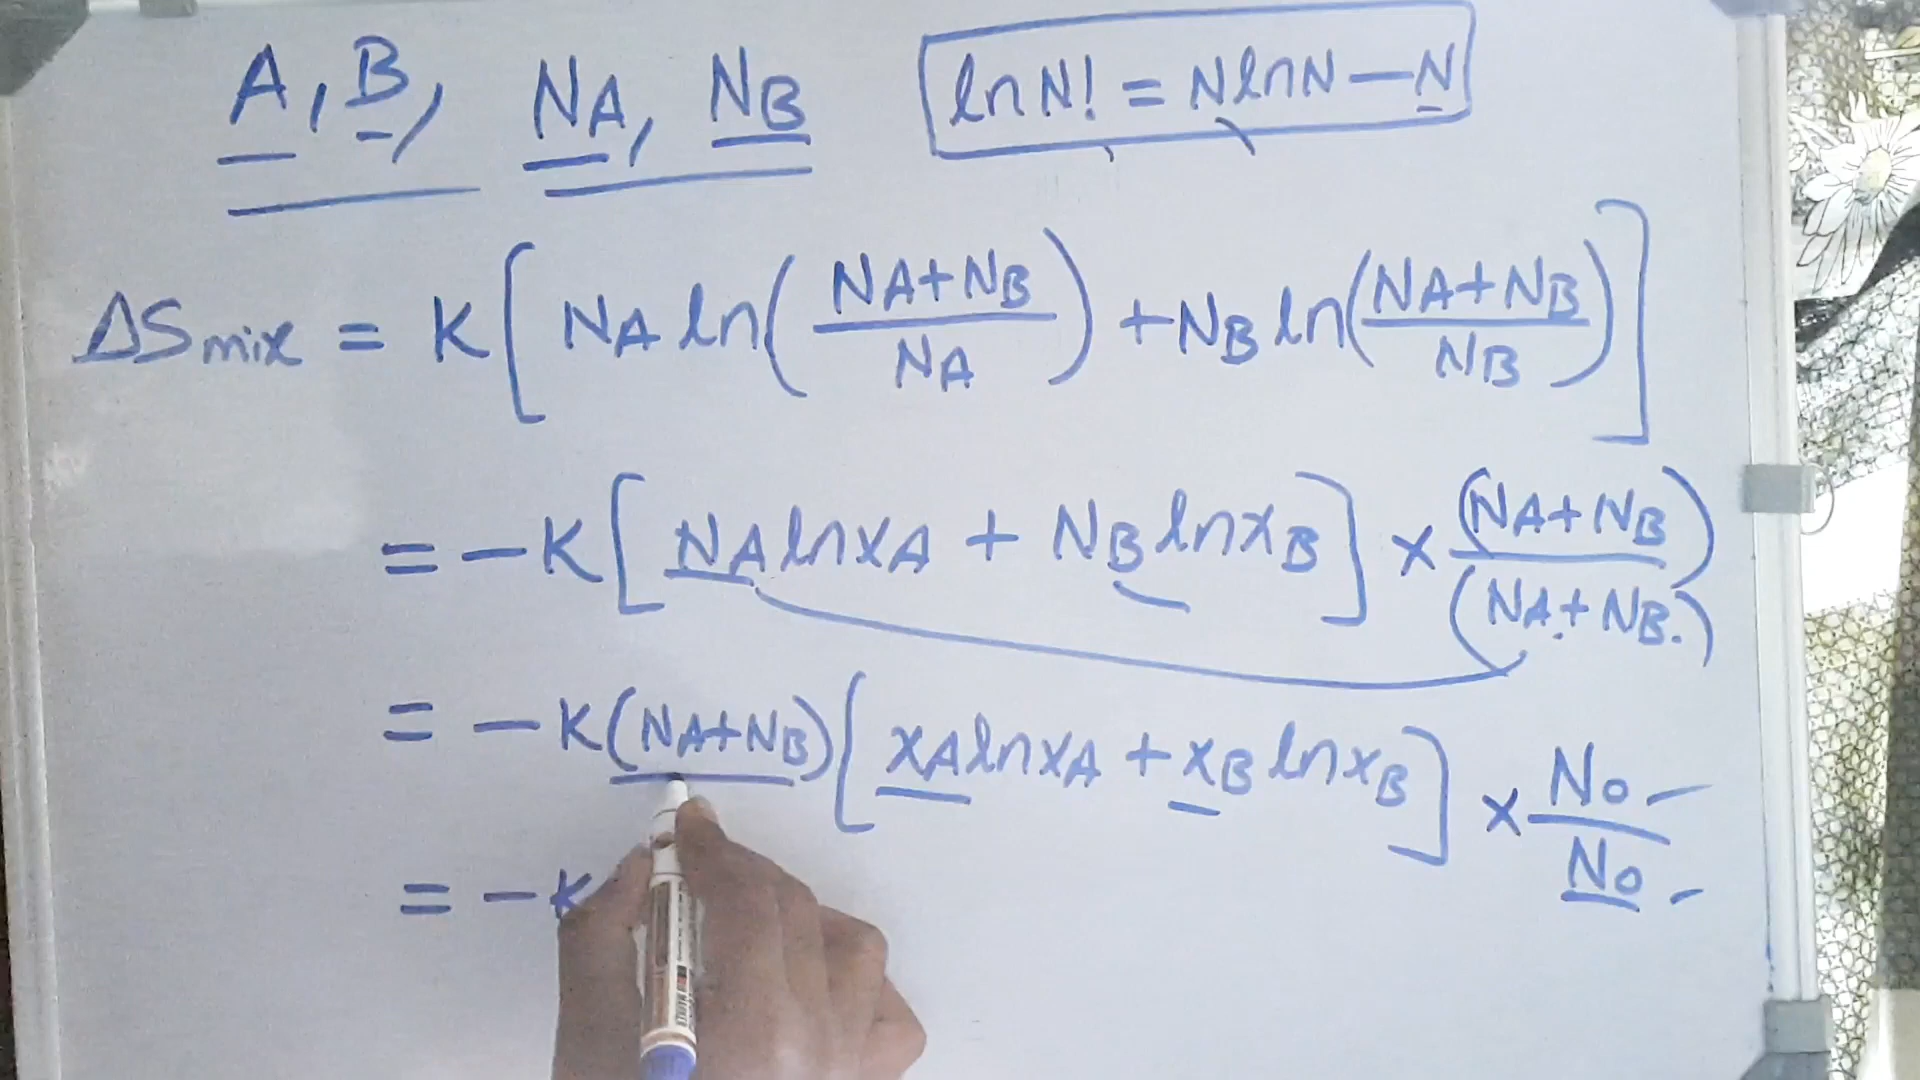 A, B, NA, NB ln N! = N ln N - N
ΔSmix = K [ NA ln ( (NA+NB) / NA ) + NB ln ( (NA+NB) / NB ) ]
= -K [ NA ln xA + NB ln xB ] x (NA+NB) / (NA+NB)
= -K (NA+NB) [ xA ln xA + xB ln xB ] x No / No
= -K